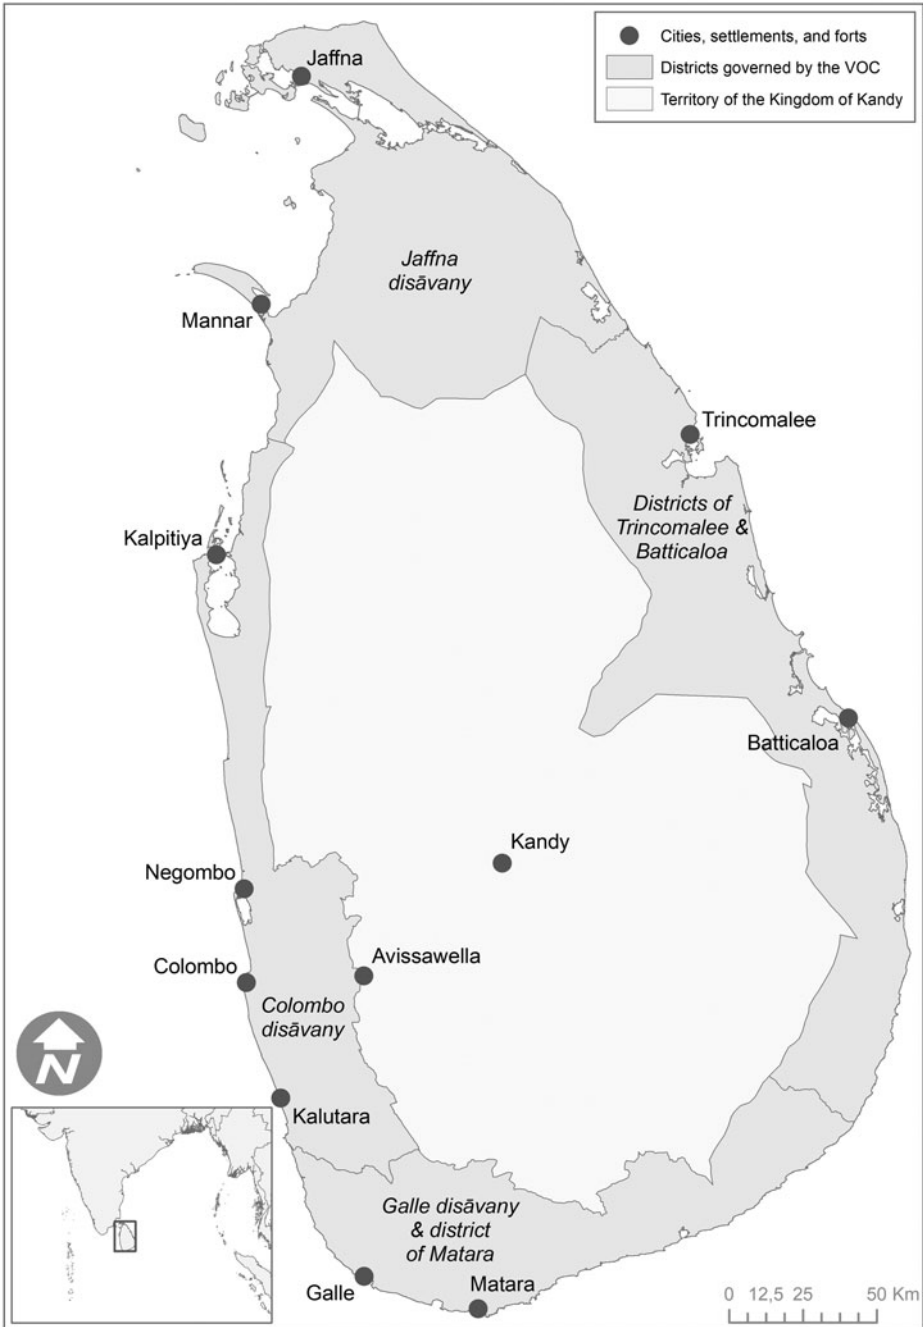 Cities, settlements, and forts
Districts governed by the VOC
Territory of the Kingdom of Kandy
Jaffna
Jaffna
disāvany
Mannar
Trincomalee
Districts of
Trincomalee &
Batticaloa
Kalpitiya
Batticaloa
Kandy
Negombo
Avissawella
Colombo
Colombo
disāvany
N
Kalutara
Galle disāvany
& district
of Matara
Galle
Matara
0 12,5 25 50 Km